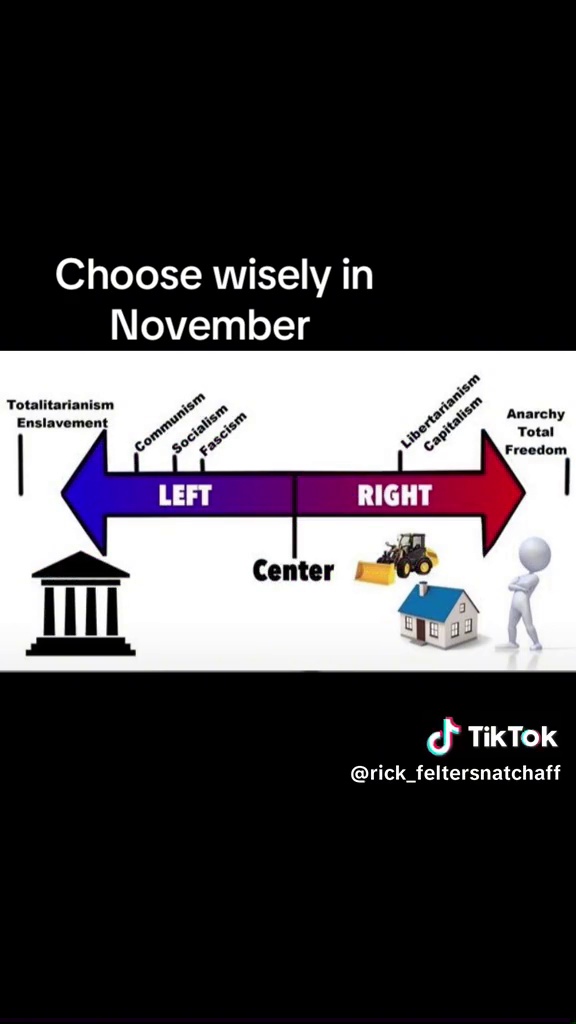 Choose wisely in
November
Totalitarianism
Enslavement
Communism
Socialism
Fascism
Libertarianism
Capitalism
Anarchy
Total
Freedom
LEFT
RIGHT
Center
TikTok
@rick_feltersnatchaff